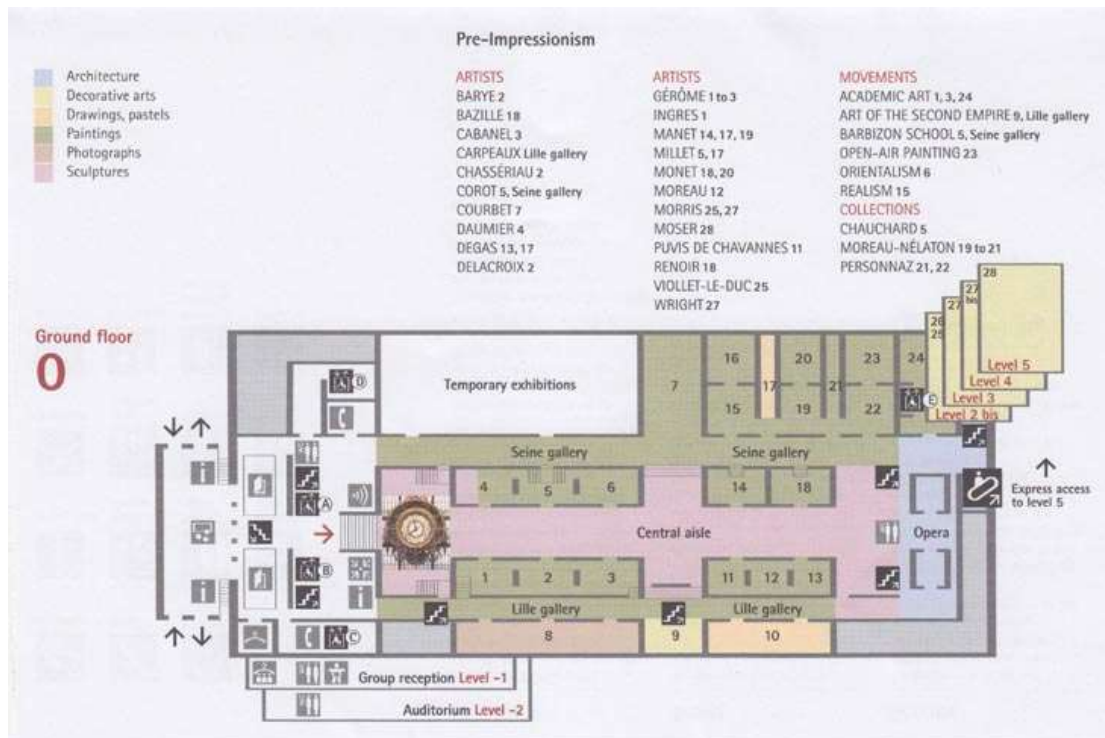 Pre-Impressionism
Architecture
Decorative arts
Drawings, pastels
Paintings
Photographs
Sculptures
ARTISTS
BARYE 2
BAZILLE 18
CABANEL 3
CARPEAUX Lille gallery
CHASSÉRIAU 2
COROT 5, Seine gallery
COURBET 7
DAUMIER 4
DEGAS 13, 17
DELACROIX 2
ARTISTS
GÉRÔME 1 to 3
INGRES 1
MANET 14, 17, 19
MILLET 5, 17
MONET 18, 20
MOREAU 12
MORRIS 25, 27
MOSER 28
PUVIS DE CHAVANNES 11
RENOIR 18
VIOLLET-LE-DUC 25
WRIGHT 27
MOVEMENTS
ACADEMIC ART 1, 3, 24
ART OF THE SECOND EMPIRE 9, Lille gallery
BARBIZON SCHOOL 5, Seine gallery
OPEN-AIR PAINTING 23
ORIENTALISM 6
REALISM 15
COLLECTIONS
CHAUCHARD 5
MOREAU-NÉLATON 19 to 21
PERSONNAZ 21, 22
Ground floor
0
28
27
bis
27
26
25
Level 5
Level 4
Level 3
Level 2 bis
16
17
20
21
23
24
Temporary exhibitions
7
15
19
22
D
E
Seine gallery
Seine gallery
4
5
6
14
18
Express access
to level 5
A
Central aisle
Opera
B
1
2
3
11
12
13
Lille gallery
Lille gallery
C
8
9
10
Group reception Level -1
Auditorium Level -2